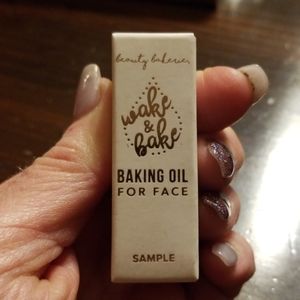 beauty bakerie
wake
&
bake
BAKING OIL
FOR FACE
SAMPLE